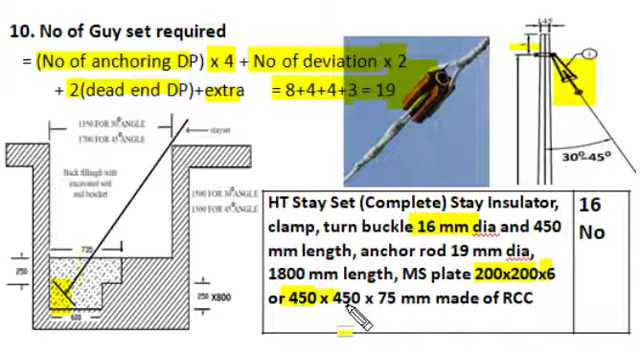 10. No of Guy set required
= (No of anchoring DP) x 4 + No of deviation x 2
+ 2(dead end DP)+extra = 8+4+4+3 = 19
1350 FOR 30°ANGLE
1700 FOR 45°ANGLE
stayset
Back fillingh with
excavated soil
and bracket
1500 FOR 30°ANGLE
1300 FOR 45°ANGLE
735
250
250 X800
600
30°-45°
HT Stay Set (Complete) Stay Insulator,
clamp, turn buckle 16 mm dia and 450
mm length, anchor rod 19 mm dia,
1800 mm length, MS plate 200x200x6
or 450 x 450 x 75 mm made of RCC
16
No